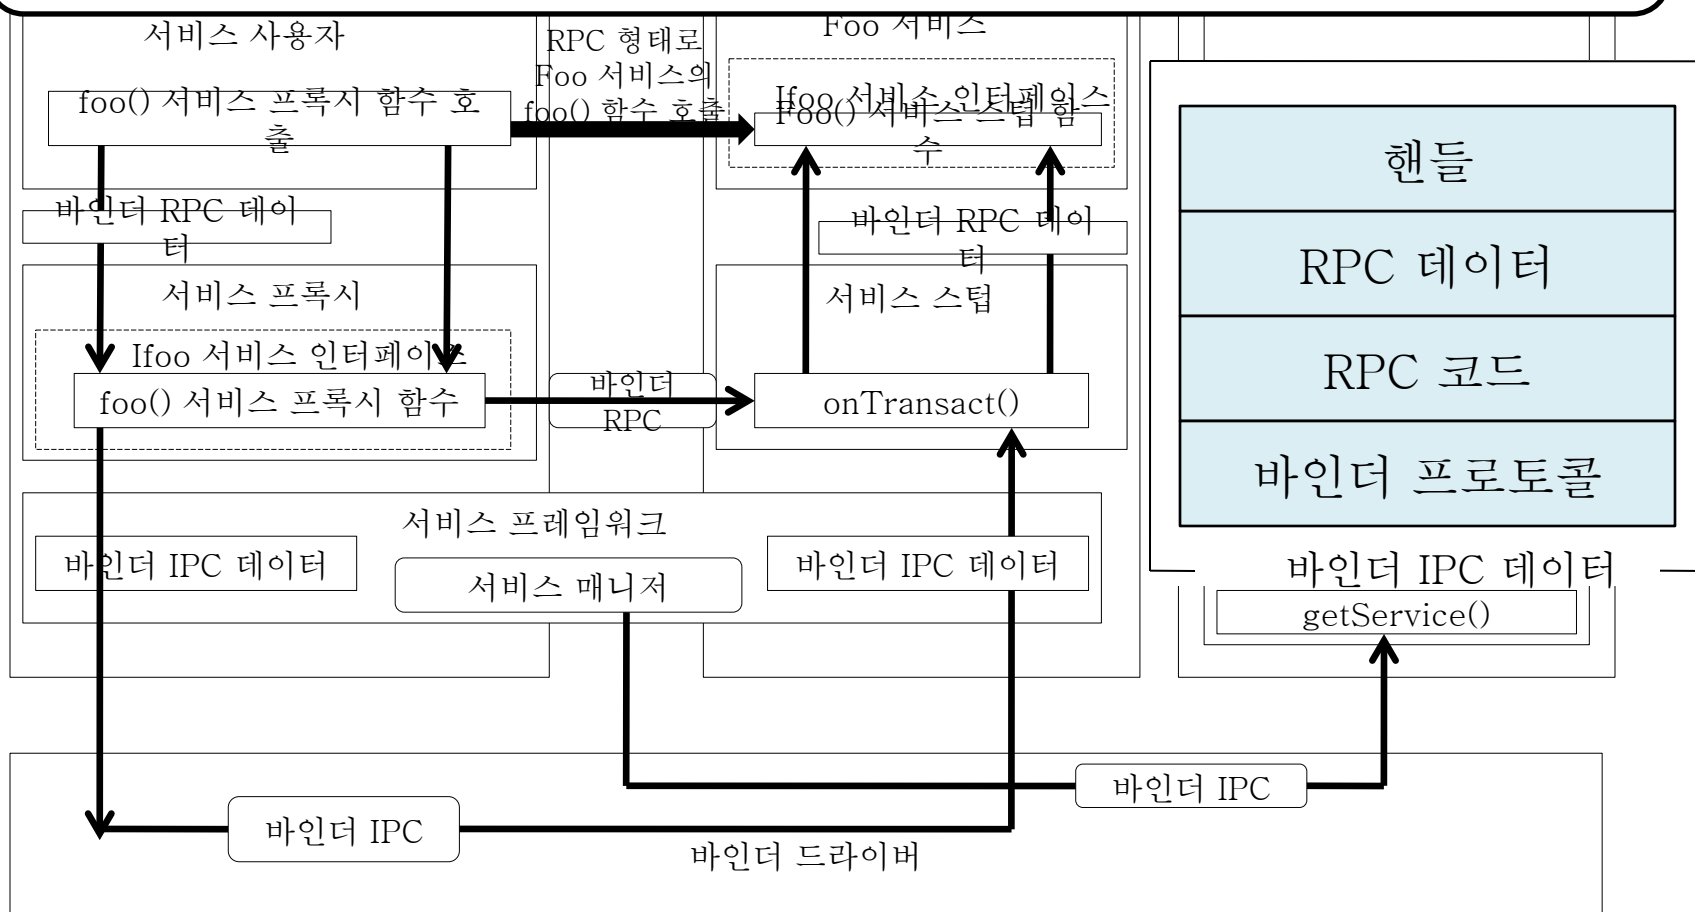 서비스 사용자
foo() 서비스 프록시 함수 호
출
바인더 RPC 데이
터
서비스 프록시
Ifoo 서비스 인터페이스
foo() 서비스 프록시 함수
RPC 형태로
Foo 서비스의
foo() 함수 호출
바인더
RPC
Foo 서비스
Ifoo 서비스 인터페이스
Foo() 서비스 스텁 함
수
바인더 RPC 데이
터
서비스 스텁
onTransact()
서비스 프레임워크
바인더 IPC 데이터
서비스 매니저
바인더 IPC 데이터
핸들
RPC 데이터
RPC 코드
바인더 프로토콜
바인더 IPC 데이터
getService()
바인더 IPC
바인더 IPC
바인더 드라이버